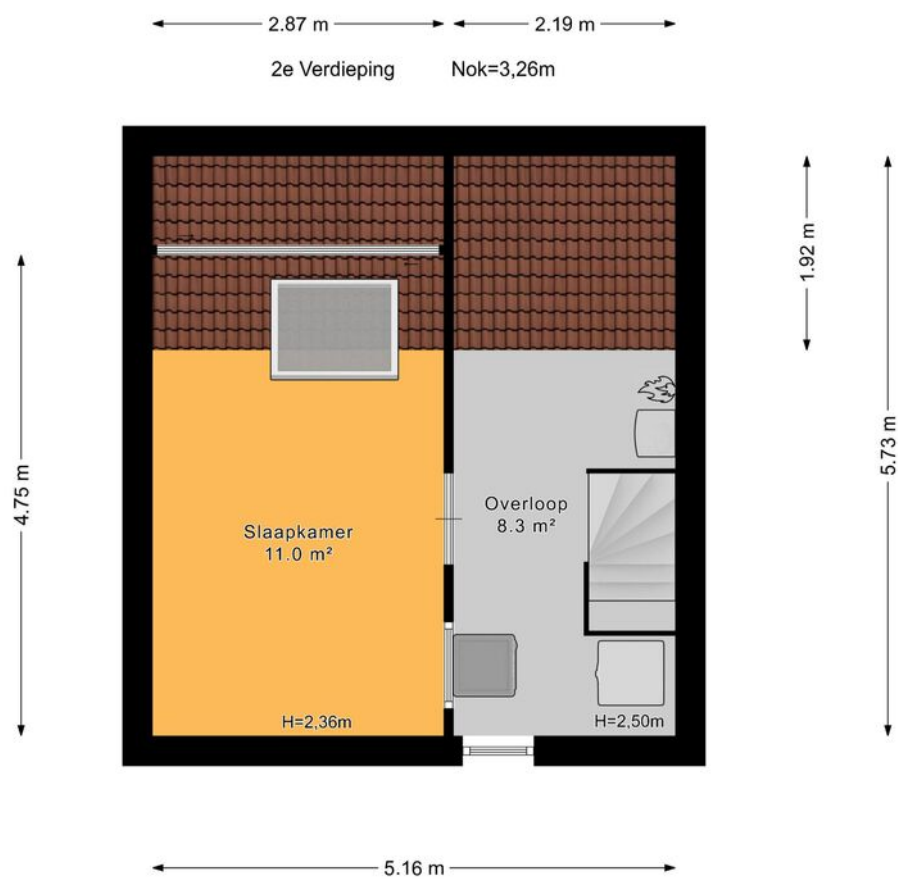 2.87 m
2.19 m
2e Verdieping
Nok=3,26m
1.92 m
4.75 m
5.73 m
Overloop
8.3 m²
Slaapkamer
11.0 m²
H=2,36m
H=2,50m
5.16 m